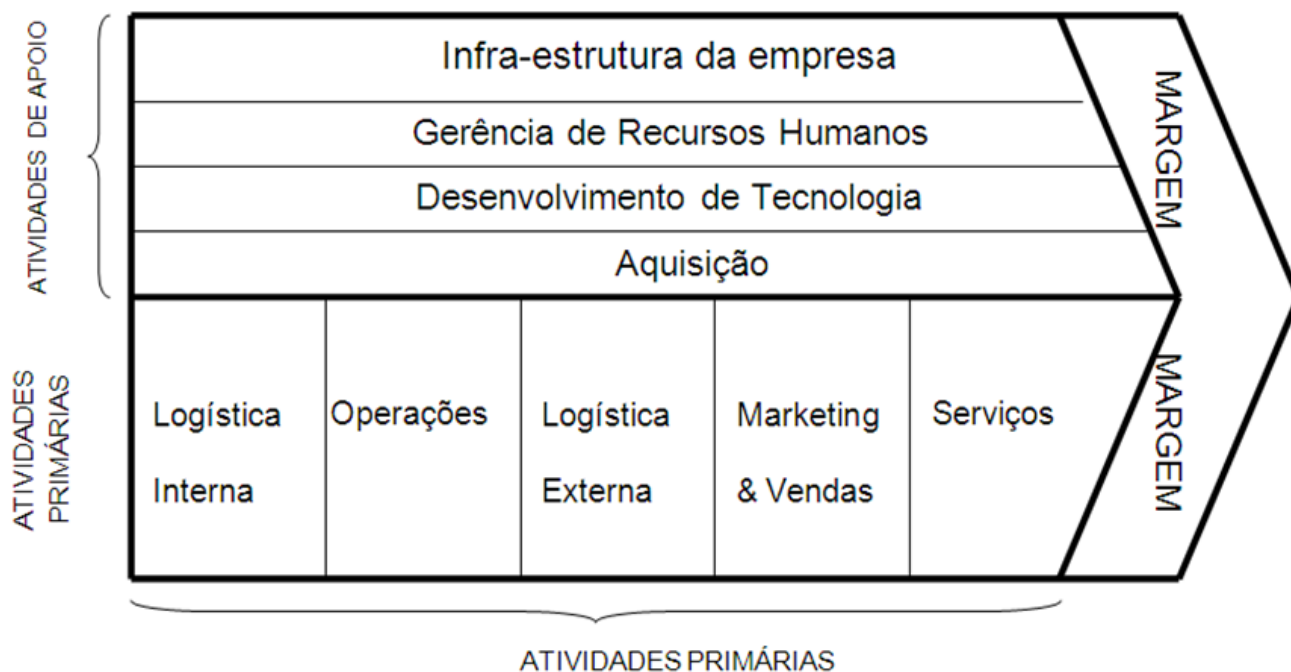 ATIVIDADES DE APOIO
Infra-estrutura da empresa
Gerência de Recursos Humanos
Desenvolvimento de Tecnologia
Aquisição
MARGEM
ATIVIDADES
PRIMÁRIAS
Logística
Interna
Operações
Logística
Externa
Marketing
& Vendas
Serviços
MARGEM
ATIVIDADES PRIMÁRIAS